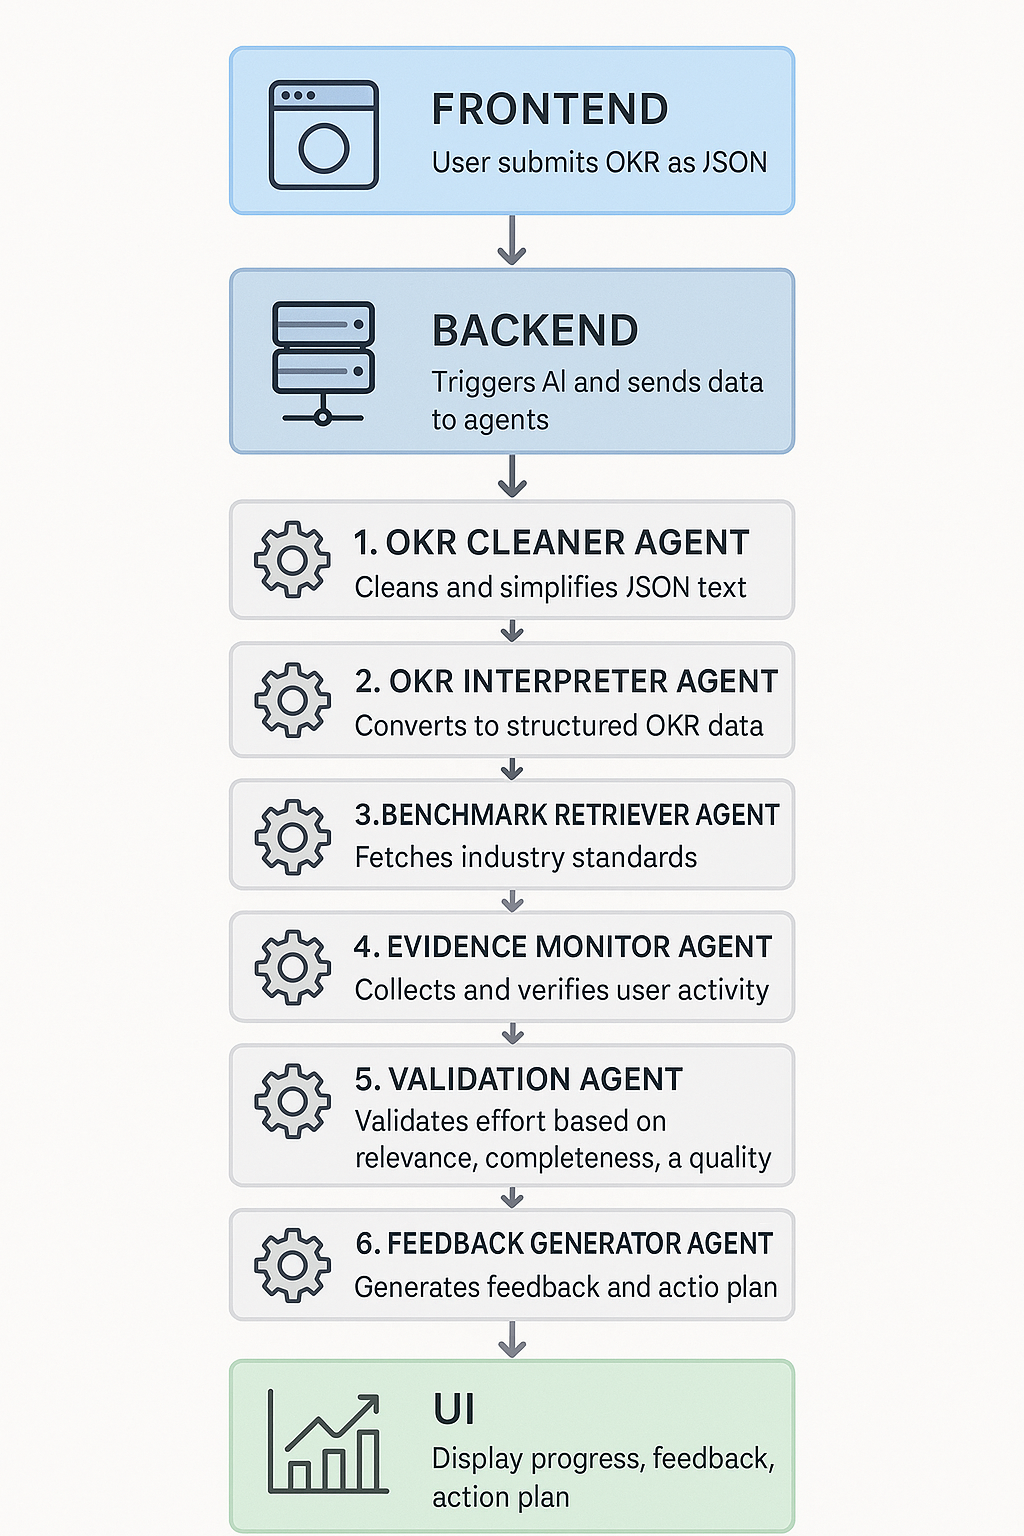 FRONTEND
User submits OKR as JSON
BACKEND
Triggers AI and sends data
to agents
1. OKR CLEANER AGENT
Cleans and simplifies JSON text
2. OKR INTERPRETER AGENT
Converts to structured OKR data
3.BENCHMARK RETRIEVER AGENT
Fetches industry standards
4. EVIDENCE MONITOR AGENT
Collects and verifies user activity
5. VALIDATION AGENT
Validates effort based on
relevance, completeness, a quality
6. FEEDBACK GENERATOR AGENT
Generates feedback and actio plan
UI
Display progress, feedback,
action plan